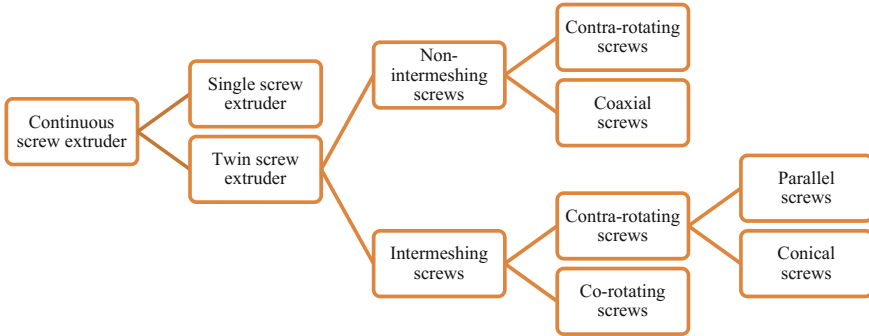 Continuous
screw extruder
Single screw
extruder
Twin screw
extruder
Non-
intermeshing
screws
Contra-rotating
screws
Coaxial
screws
Intermeshing
screws
Contra-rotating
screws
Parallel
screws
Conical
screws
Co-rotating
screws